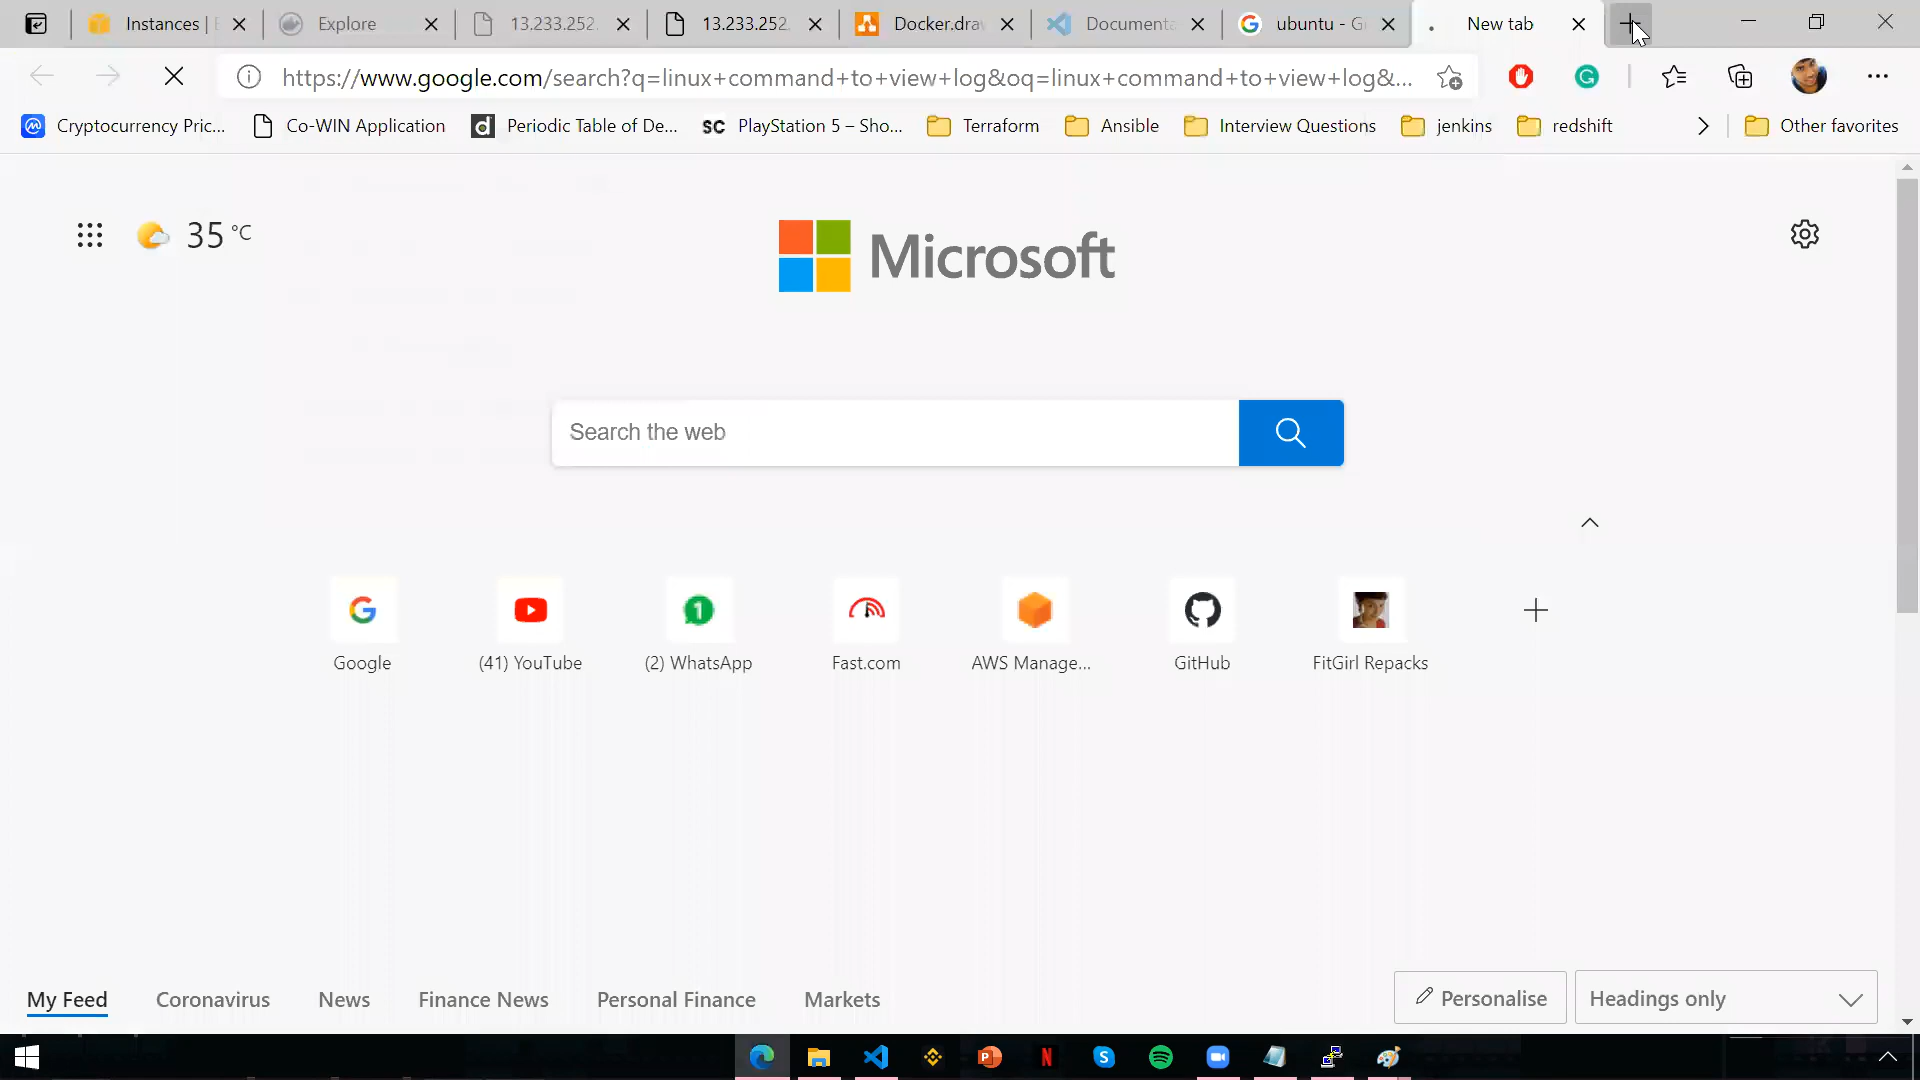 Instances | E
Explore
13.233.252.
13.233.252.
Docker.draw
Documenta
ubuntu - G
New tab
https://www.google.com/search?q=linux+command+to+view+log&oq=linux+command+to+view+log&...
Cryptocurrency Pric...
Co-WIN Application
Periodic Table of De...
SC PlayStation 5 – Sho...
Terraform
Ansible
Interview Questions
jenkins
redshift
Other favorites
35 °C
Microsoft
Search the web
Google
(41) YouTube
(2) WhatsApp
Fast.com
AWS Manage...
GitHub
FitGirl Repacks
My Feed
Coronavirus
News
Finance News
Personal Finance
Markets
Personalise
Headings only